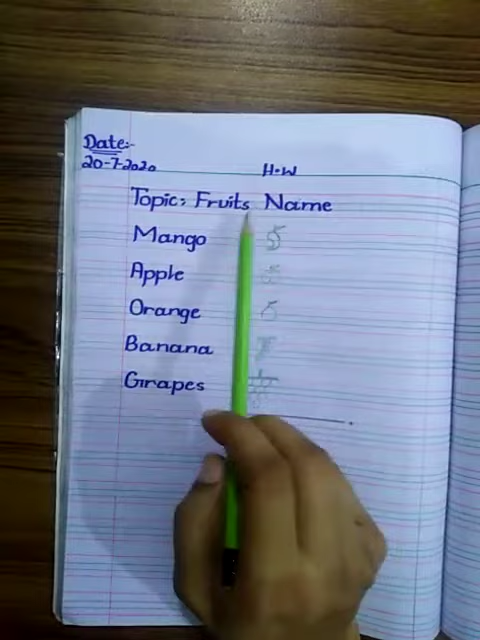 Date:-
20-7-2020 H.W
Topic: Fruits Name
Mango
Apple
Orange
Banana
Grapes